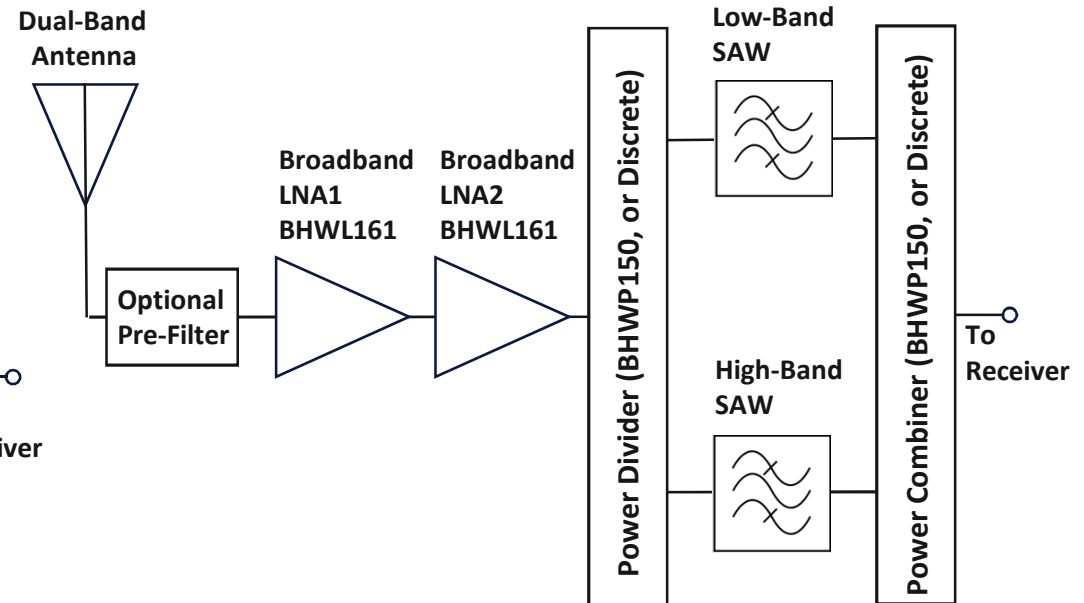 Dual-Band
Antenna
Optional
Pre-Filter
Broadband
LNA1
BHWL161
Broadband
LNA2
BHWL161
Power Divider (BHWP150, or Discrete)
Low-Band
SAW
High-Band
SAW
Power Combiner (BHWP150, or Discrete)
To
Receiver
iver